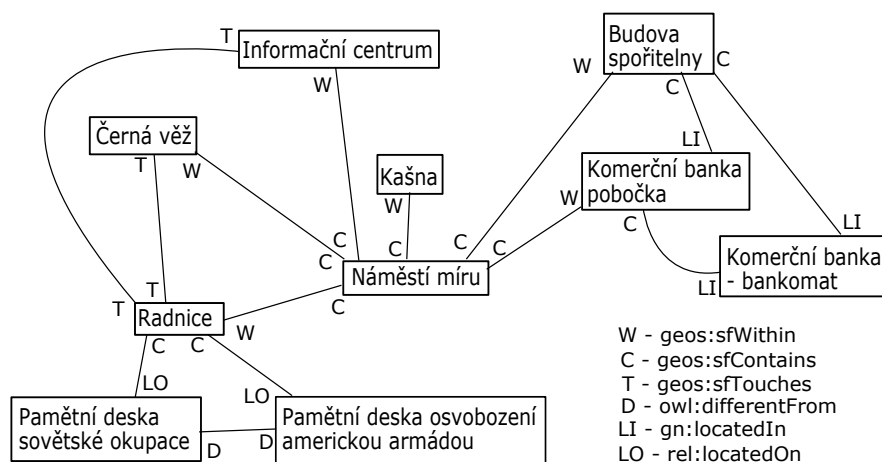 T
Informační centrum
W
Budova
spořitelny
W
C
C
Černá věž
T
W
Kašna
W
LI
Komerční banka
pobočka
W
C
C
C
C
C
C
Náměstí míru
C
LI
Komerční banka
- bankomat
LI
T
T
Radnice
W
C
C
LO
LO
Pamětní deska
sovětské okupace
D
D
Pamětní deska osvobození
americkou armádou
W - geos:sfWithin
C - geos:sfContains
T - geos:sfTouches
D - owl:differentFrom
LI - gn:locatedIn
LO - rel:locatedOn